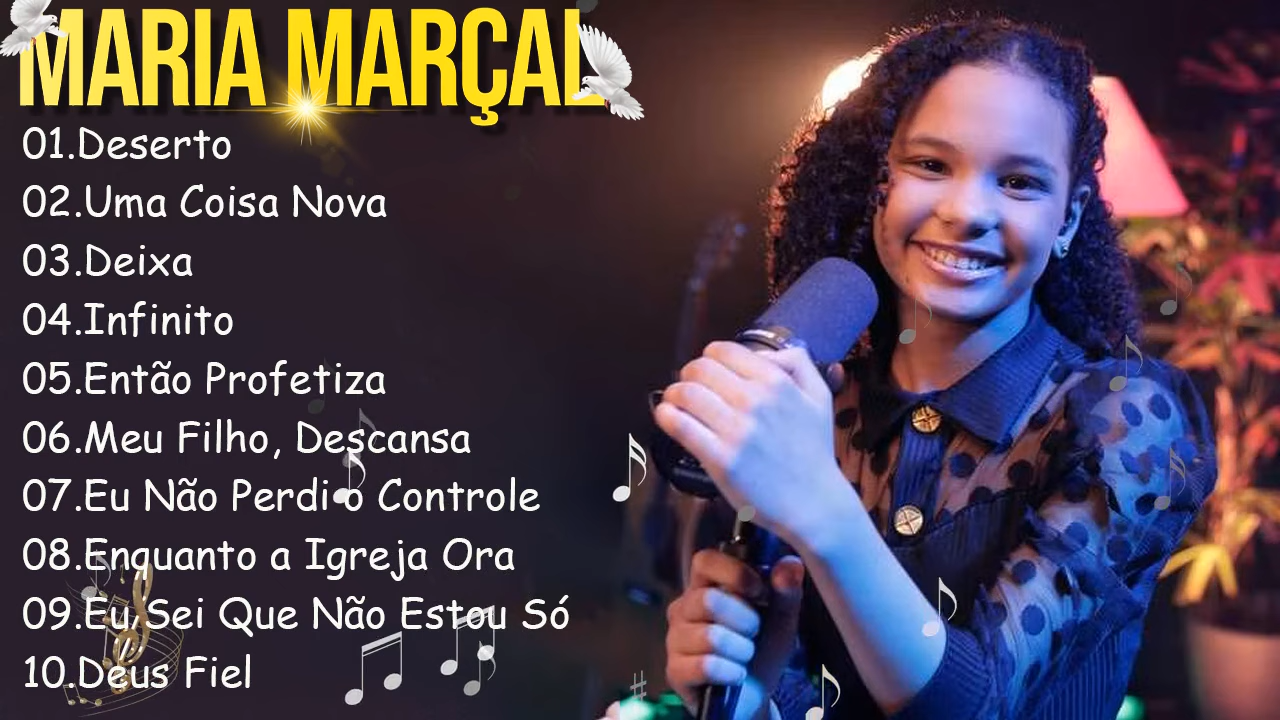 MARIA MARÇAL
01.Deserto
02.Uma Coisa Nova
03.Deixa
04.Infinito
05.Então Profetiza
06.Meu Filho, Descansa
07.Eu Não Perdi o Controle
08.Enquanto a Igreja Ora
09.Eu Sei Que Não Estou Só
10.Deus Fiel